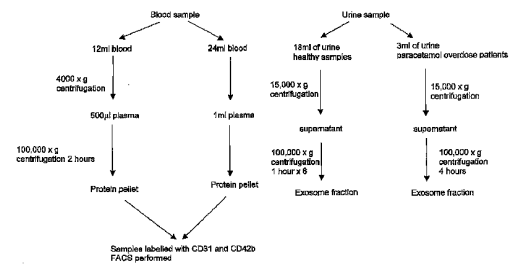 Blood sample
12ml blood
24ml blood
4000 x g
centrifugation
500µl plasma
1ml plasma
100,000 x g
centrifugation 2 hours
Protein pellet
Protein pellet
Samples labelled with CD31 and CD42b
FACS performed
Urine sample
18ml of urine
healthy samples
3ml of urine
paracetamol overdose patients
15,000 x g
centrifugation
15,000 x g
centrifugation
supernatant
supernatant
100,000 x g
centrifugation
1 hour x 6
100,000 x g
centrifugation
4 hours
Exosome fraction
Exosome fraction